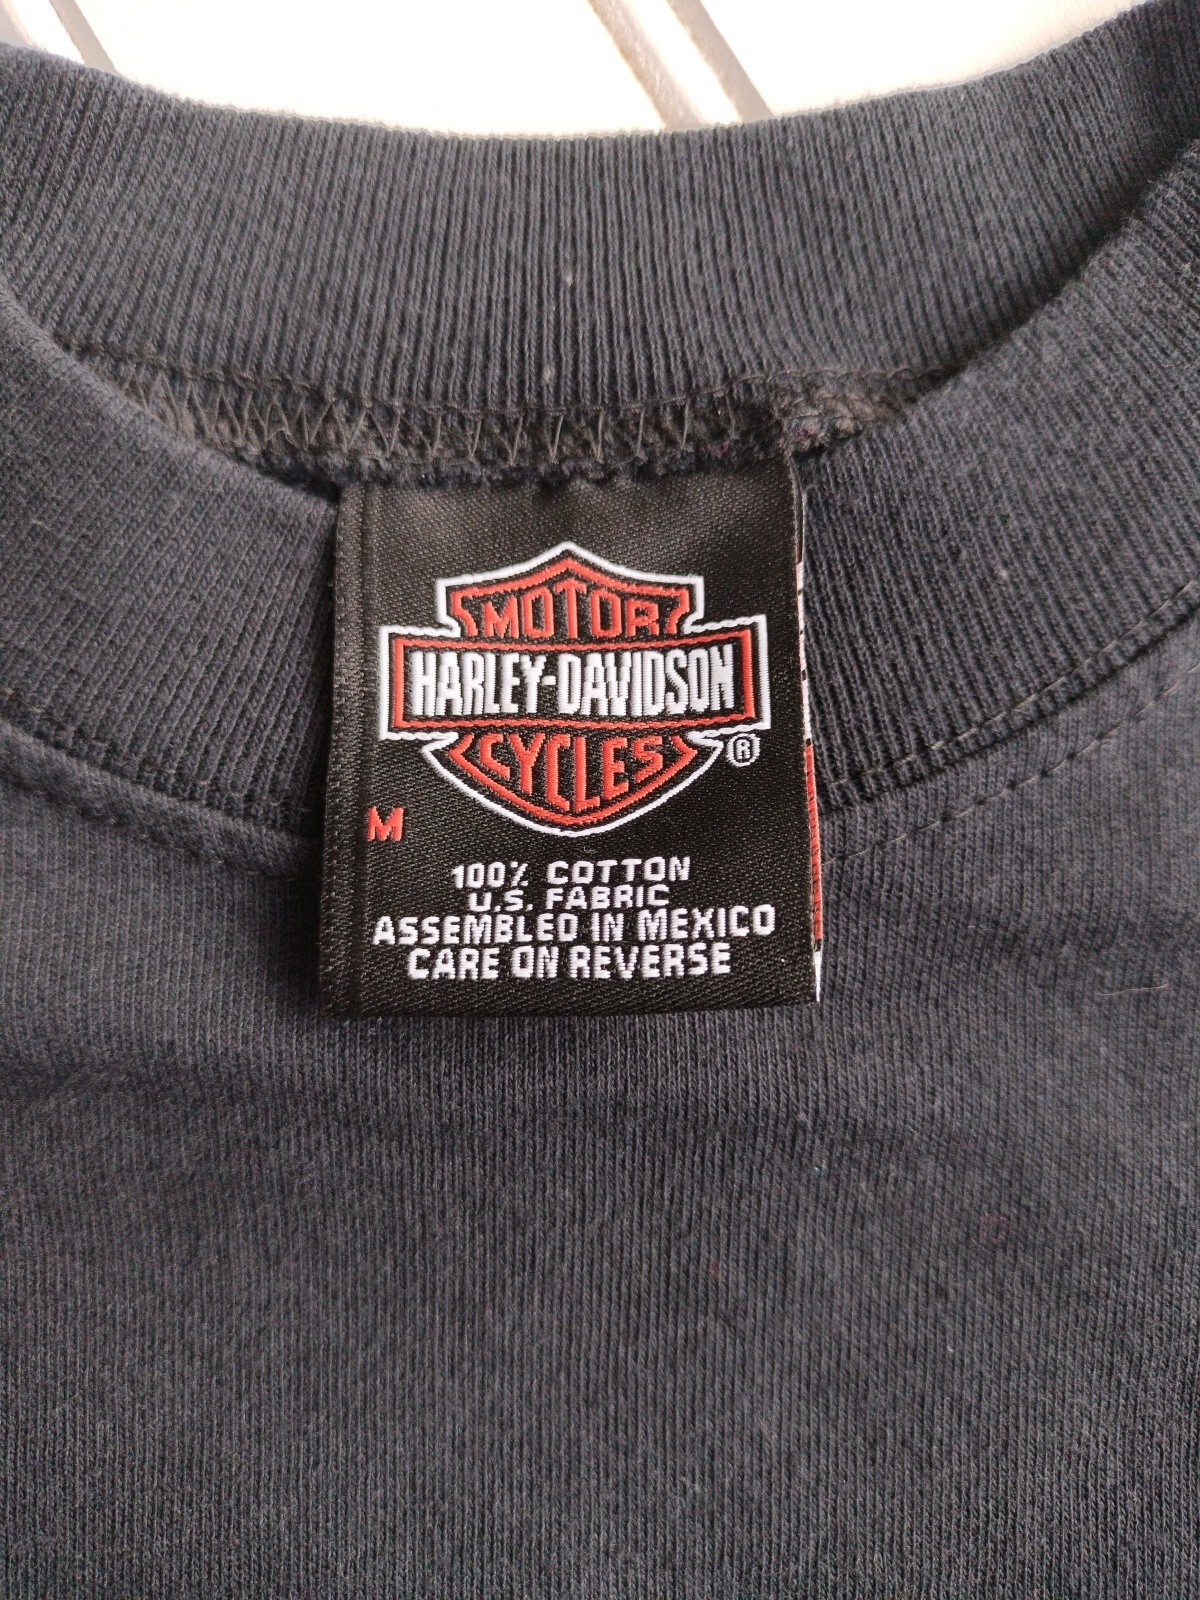 MOTOR
HARLEY-DAVIDSON
CYCLES
®
M
100% COTTON
U.S. FABRIC
ASSEMBLED IN MEXICO
CARE ON REVERSE